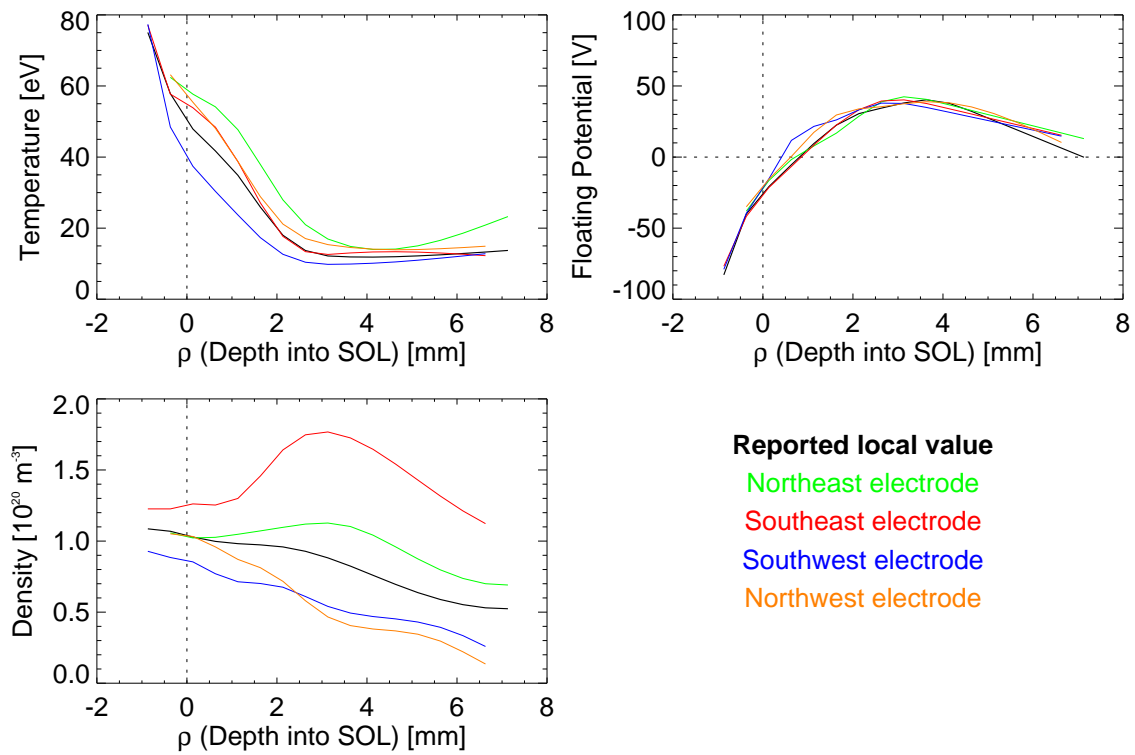 80
60
40
20
0
Temperature [eV]
-2 0 2 4 6 8
ρ (Depth into SOL) [mm]
100
50
0
-50
-100
Floating Potential [V]
-2 0 2 4 6 8
ρ (Depth into SOL) [mm]
2.0
1.5
1.0
0.5
0.0
Density [10²⁰ m⁻³]
-2 0 2 4 6 8
ρ (Depth into SOL) [mm]
Reported local value
Northeast electrode
Southeast electrode
Southwest electrode
Northwest electrode